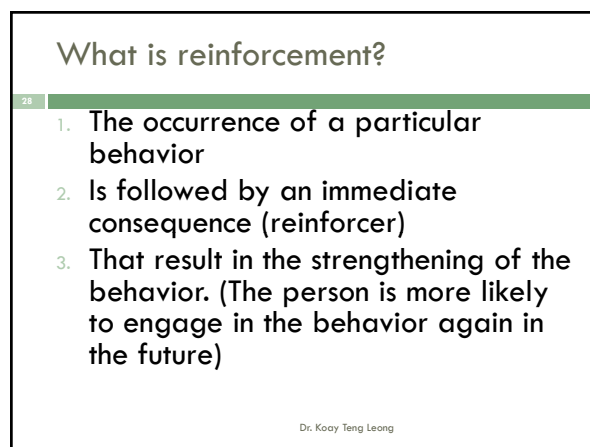 What is reinforcement?
28
1. The occurrence of a particular
behavior
2. Is followed by an immediate
consequence (reinforcer)
3. That result in the strengthening of the
behavior. (The person is more likely
to engage in the behavior again in
the future)
Dr. Koay Teng Leong